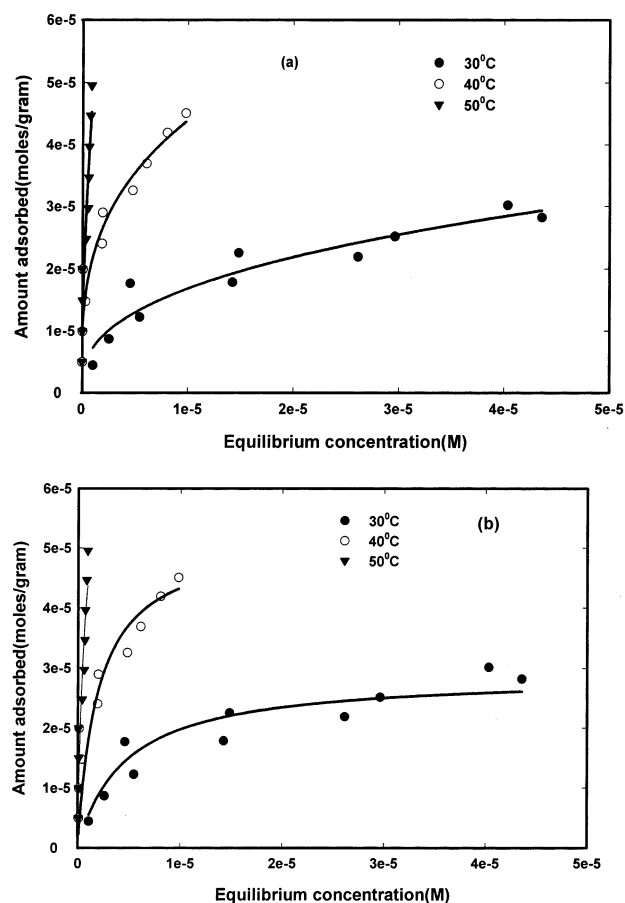 6e-5
(a)
30⁰C
40⁰C
50⁰C
5e-5
4e-5
3e-5
2e-5
1e-5
0
Amount adsorbed(moles/gram)
0 1e-5 2e-5 3e-5 4e-5 5e-5
Equilibrium concentration(M)
6e-5
30⁰C
(b)
40⁰C
50⁰C
5e-5
4e-5
3e-5
2e-5
1e-5
0
Amount adsorbed(moles/gram)
0 1e-5 2e-5 3e-5 4e-5 5e-5
Equilibrium concentration(M)